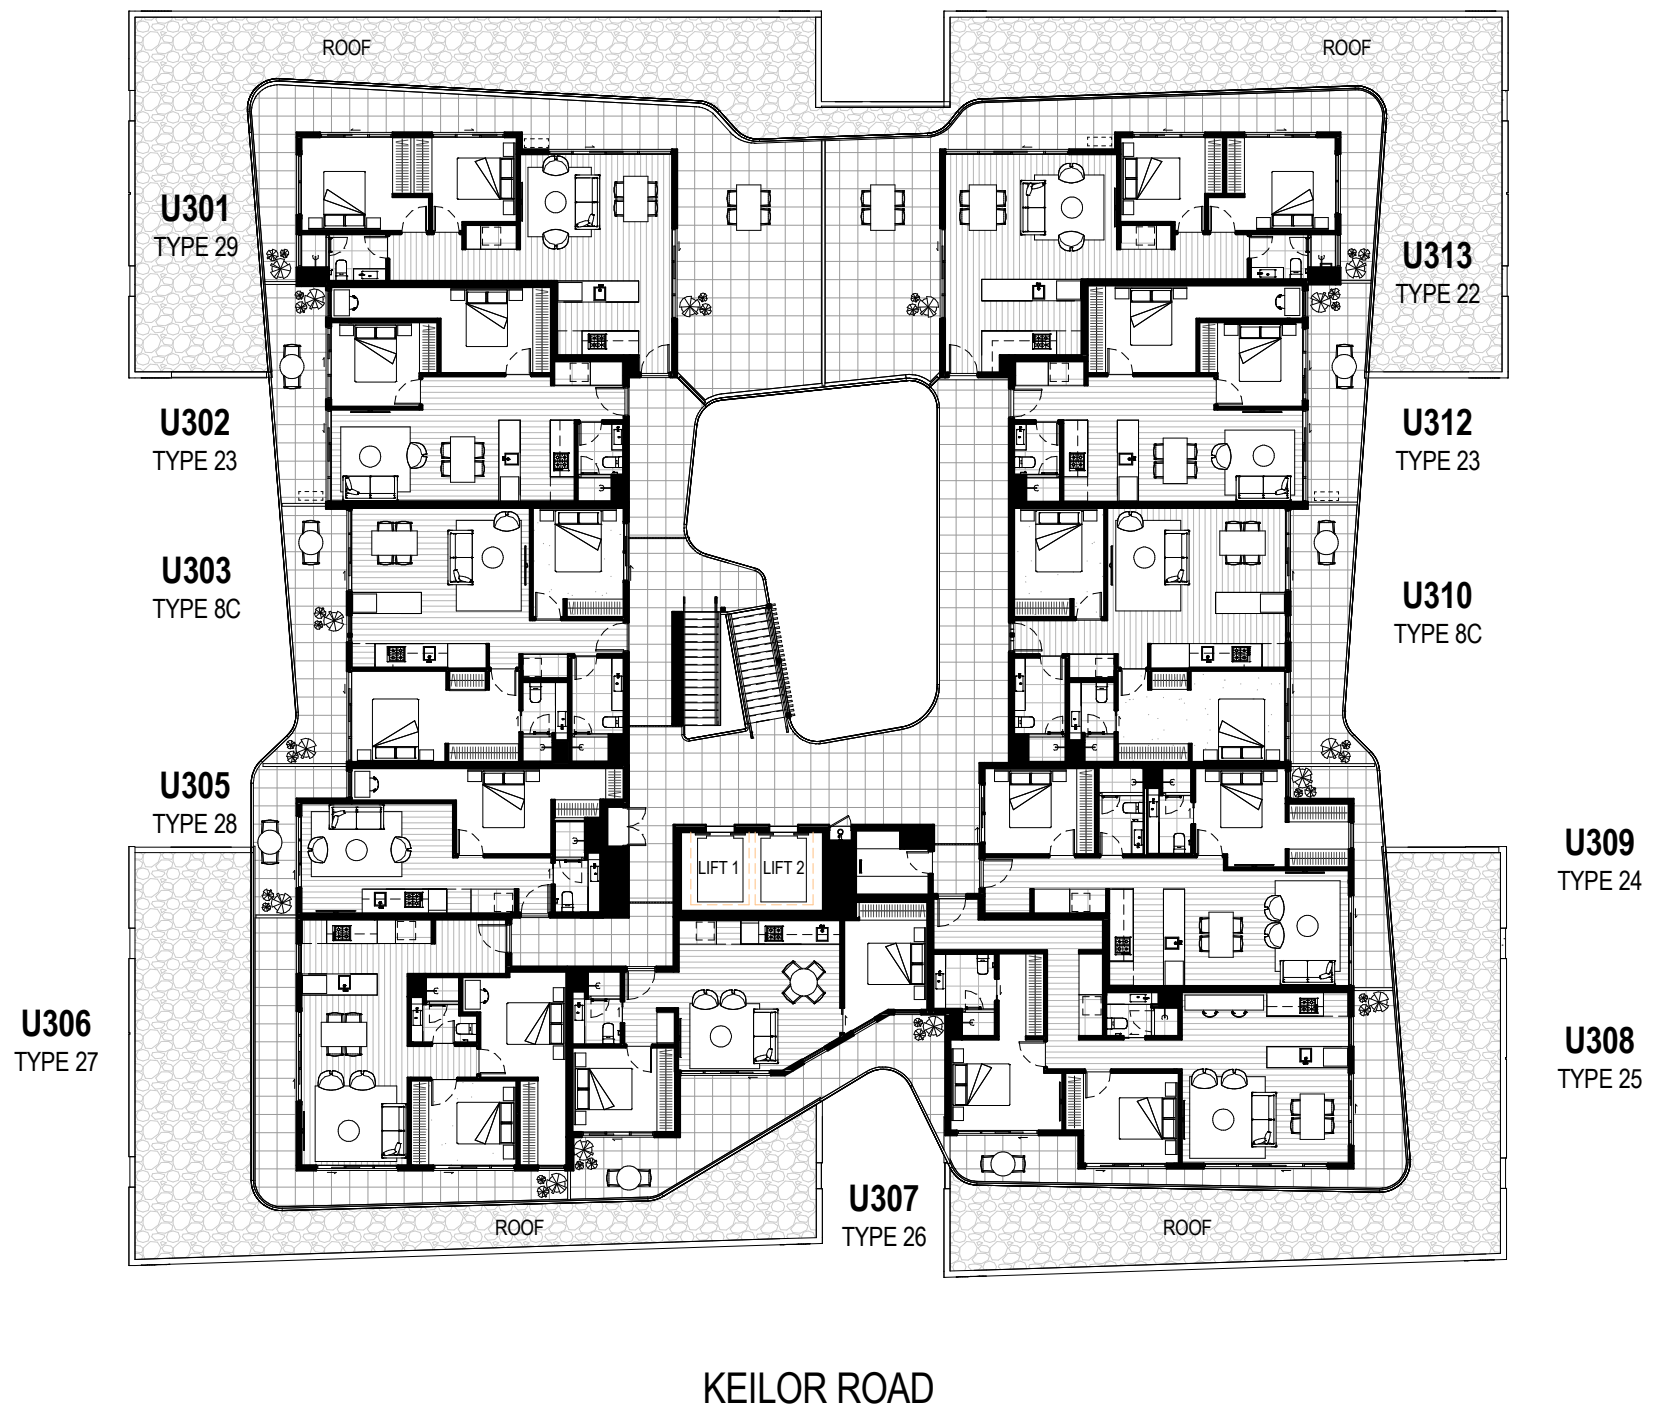 ROOF
ROOF
U301
TYPE 29
U313
TYPE 22
U302
TYPE 23
U312
TYPE 23
U303
TYPE 8C
U310
TYPE 8C
U305
TYPE 28
U309
TYPE 24
LIFT 1
LIFT 2
U306
TYPE 27
U308
TYPE 25
U307
TYPE 26
ROOF
ROOF
KEILOR ROAD